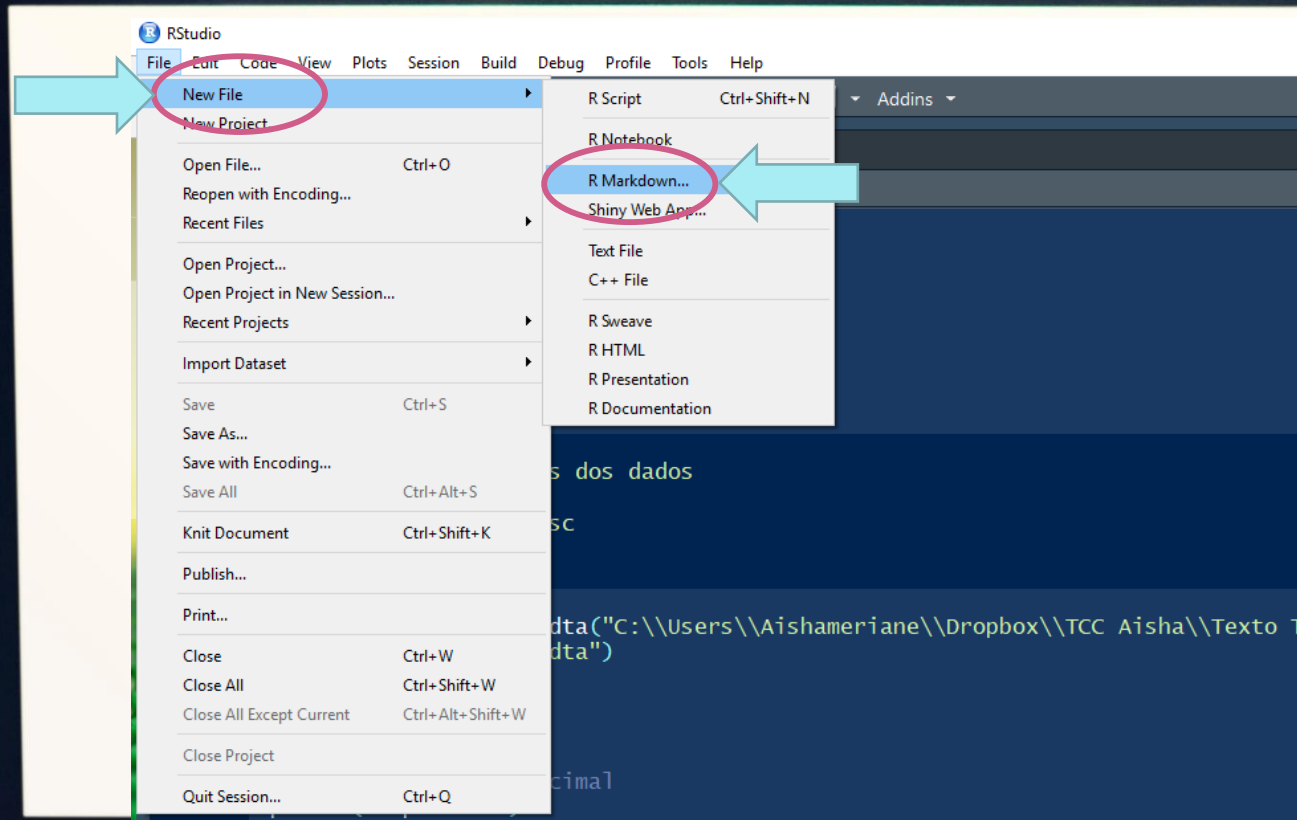 RStudio
File Edit Code View Plots Session Build Debug Profile Tools Help
New File
New Project
Open File... Ctrl+O
Reopen with Encoding...
Recent Files
Open Project...
Open Project in New Session...
Recent Projects
Import Dataset
Save Ctrl+S
Save As...
Save with Encoding...
Save All Ctrl+Alt+S
Knit Document Ctrl+Shift+K
Publish...
Print...
Close Ctrl+W
Close All Ctrl+Shift+W
Close All Except Current Ctrl+Alt+Shift+W
Close Project
Quit Session... Ctrl+Q
R Script Ctrl+Shift+N
R Notebook
R Markdown...
Shiny Web App...
Text File
C++ File
R Sweave
R HTML
R Presentation
R Documentation
Addins
s dos dados
sc
dta("C:\\Users\\Aishameriane\\Dropbox\\TCC Aisha\\Texto T
dta")
cimal